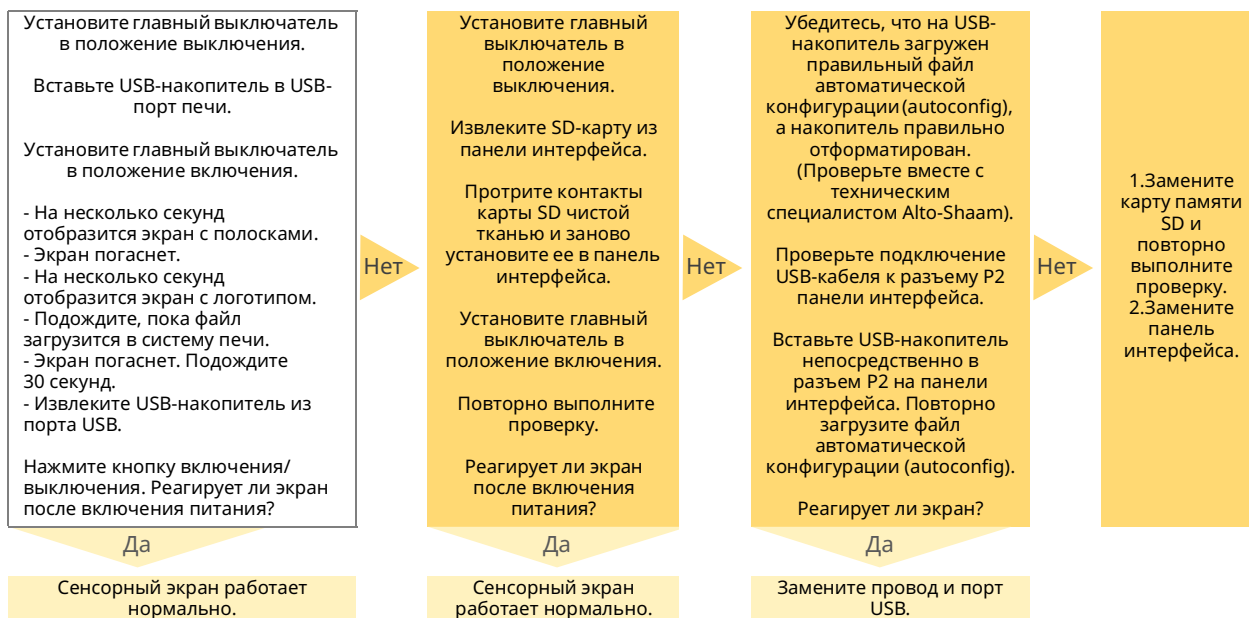 Установите главный выключатель
в положение выключения.
Вставьте USB-накопитель в USB-
порт печи.
Установите главный выключатель
в положение включения.
- На несколько секунд
отобразится экран с полосками.
- Экран погаснет.
- На несколько секунд
отобразится экран с логотипом.
- Подождите, пока файл
загрузится в систему печи.
- Экран погаснет. Подождите
30 секунд.
- Извлеките USB-накопитель из
порта USB.
Нажмите кнопку включения/
выключения. Реагирует ли экран
после включения питания?
Да
Сенсорный экран работает
нормально.
Нет
Установите главный
выключатель в
положение
выключения.
Извлеките SD-карту из
панели интерфейса.
Протрите контакты
карты SD чистой
тканью и заново
установите ее в панель
интерфейса.
Установите главный
выключатель в
положение включения.
Повторно выполните
проверку.
Реагирует ли экран
после включения
питания?
Да
Сенсорный экран
работает нормально.
Нет
Убедитесь, что на USB-
накопитель загружен
правильный файл
автоматической
конфигурации (autoconfig),
а накопитель правильно
отформатирован.
(Проверьте вместе с
техническим
специалистом Alto-Shaam).
Проверьте подключение
USB-кабеля к разъему P2
панели интерфейса.
Вставьте USB-накопитель
непосредственно в
разъем P2 на панели
интерфейса. Повторно
загрузите файл
автоматической
конфигурации (autoconfig).
Реагирует ли экран?
Да
Замените провод и порт
USB.
Нет
1.Замените
карту памяти
SD и
повторно
выполните
проверку.
2.Замените
панель
интерфейса.